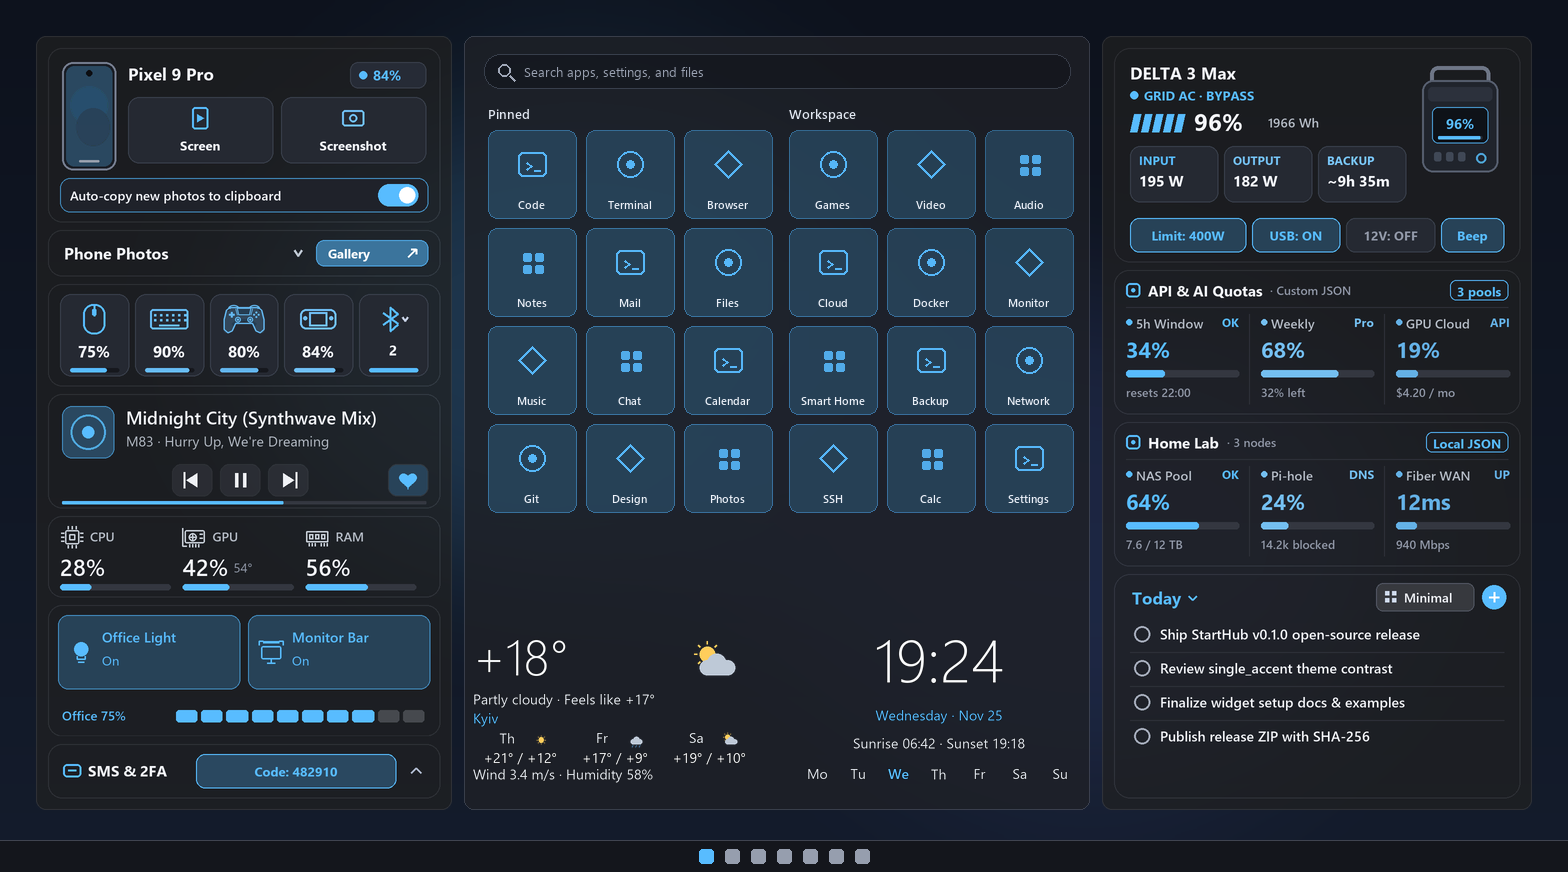 Pixel 9 Pro
84%
Screen
Screenshot
Auto-copy new photos to clipboard
Phone Photos
Gallery
75%
90%
80%
84%
2
Midnight City (Synthwave Mix)
M83 · Hurry Up, We're Dreaming
CPU
GPU
RAM
28%
42% 54°
56%
Office Light
On
Monitor Bar
On
Office 75%
SMS & 2FA
Code: 482910
Search apps, settings, and files
Pinned
Workspace
Code
Terminal
Browser
Games
Video
Audio
Notes
Mail
Files
Cloud
Docker
Monitor
Music
Chat
Calendar
Smart Home
Backup
Network
Git
Design
Photos
SSH
Calc
Settings
+18°
Partly cloudy · Feels like +17°
Kyiv
Th
Fr
Sa
+21° / +12°
+17° / +9°
+19° / +10°
Wind 3.4 m/s · Humidity 58%
19:24
Wednesday · Nov 25
Sunrise 06:42 · Sunset 19:18
Mo Tu We Th Fr Sa Su
DELTA 3 Max
GRID AC · BYPASS
96%
1966 Wh
96%
INPUT
195 W
OUTPUT
182 W
BACKUP
~9h 35m
Limit: 400W
USB: ON
12V: OFF
Beep
API & AI Quotas · Custom JSON
3 pools
5h Window OK
34%
resets 22:00
Weekly Pro
68%
32% left
GPU Cloud API
19%
$4.20 / mo
Home Lab · 3 nodes
Local JSON
NAS Pool OK
64%
7.6 / 12 TB
Pi-hole DNS
24%
14.2k blocked
Fiber WAN UP
12ms
940 Mbps
Today
Minimal
Ship StartHub v0.1.0 open-source release
Review single_accent theme contrast
Finalize widget setup docs & examples
Publish release ZIP with SHA-256